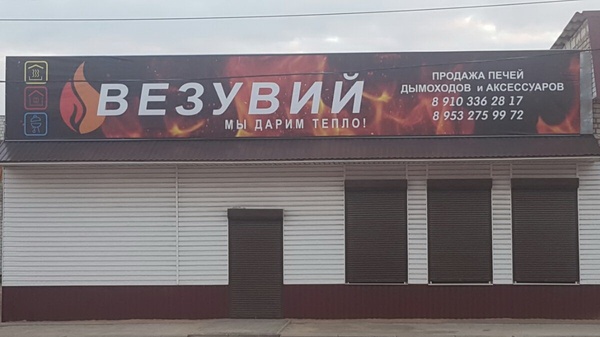 ВЕЗУВИЙ
МЫ ДАРИМ ТЕПЛО!
ПРОДАЖА ПЕЧЕЙ
ДЫМОХОДОВ и АКСЕССУАРОВ
8 910 336 28 17
8 953 275 99 72